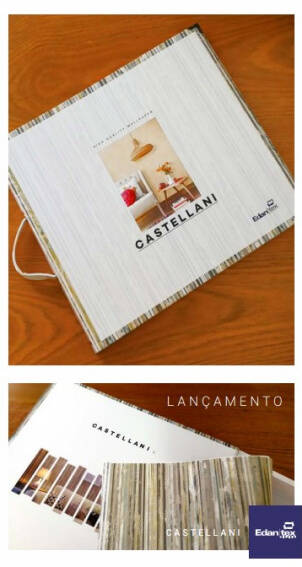 HIGH QUALITY WALLPAPER
CASTELLANI
Edantex
LANÇAMENTO
CASTELLANI.
CASTELLANI
Edantex